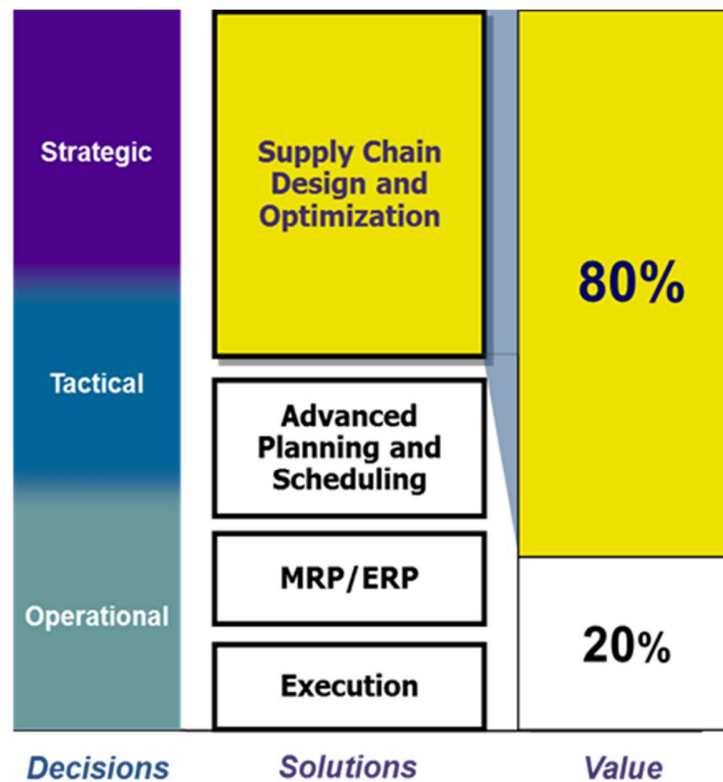 Strategic
Tactical
Operational
Supply Chain
Design and
Optimization
Advanced
Planning and
Scheduling
MRP/ERP
Execution
80%
20%
Decisions
Solutions
Value